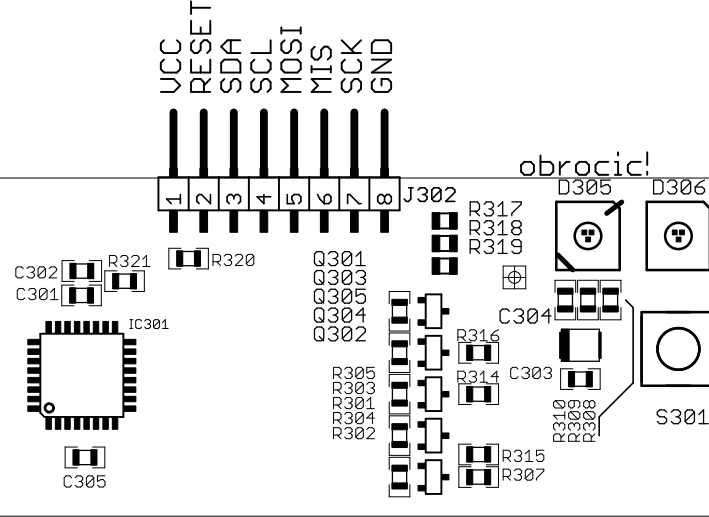 VCC
RESET
SDA
SCL
MOSI
MIS
SCK
GND
obrocic!
1
2
3
4
5
6
7
8
J302
D305
D306
R317
R318
R319
R321
R320
C302
C301
Q301
Q303
Q305
Q304
Q302
C304
IC301
R316
R314
C303
R305
R303
R301
R304
R302
R310
R309
R308
S301
R315
R307
C305